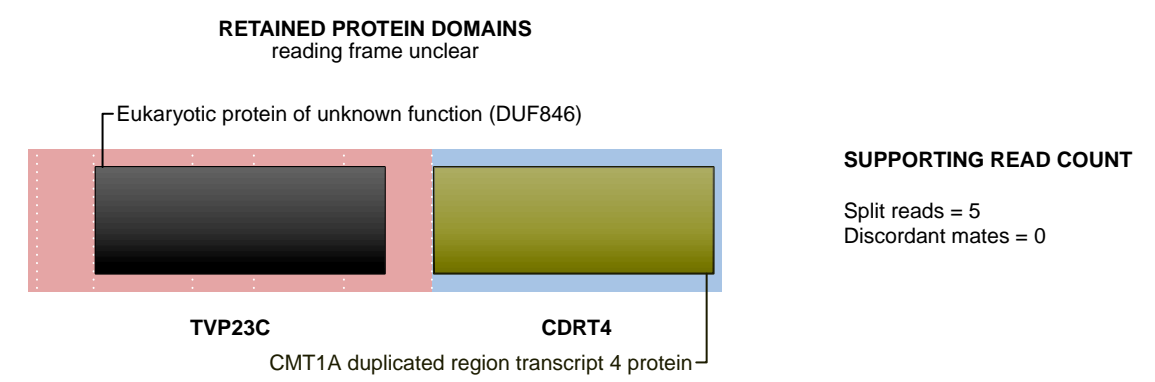 RETAINED PROTEIN DOMAINS
reading frame unclear
Eukaryotic protein of unknown function (DUF846)
SUPPORTING READ COUNT
Split reads = 5
Discordant mates = 0
TVP23C
CDRT4
CMT1A duplicated region transcript 4 protein